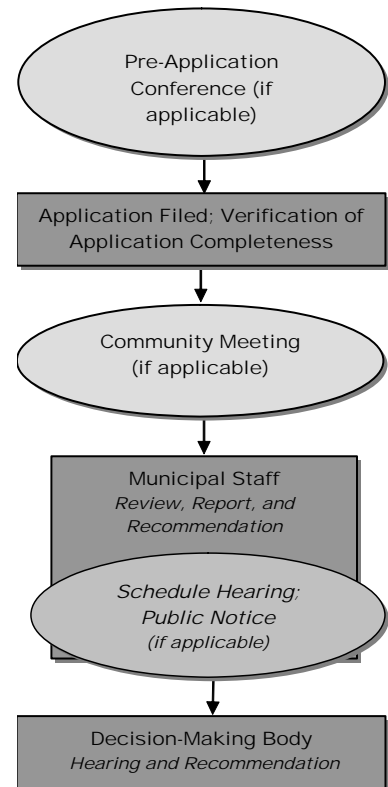 Pre-Application
Conference (if
applicable)
Application Filed; Verification of
Application Completeness
Community Meeting
(if applicable)
Municipal Staff
Review, Report, and
Recommendation
Schedule Hearing;
Public Notice
(if applicable)
Decision-Making Body
Hearing and Recommendation